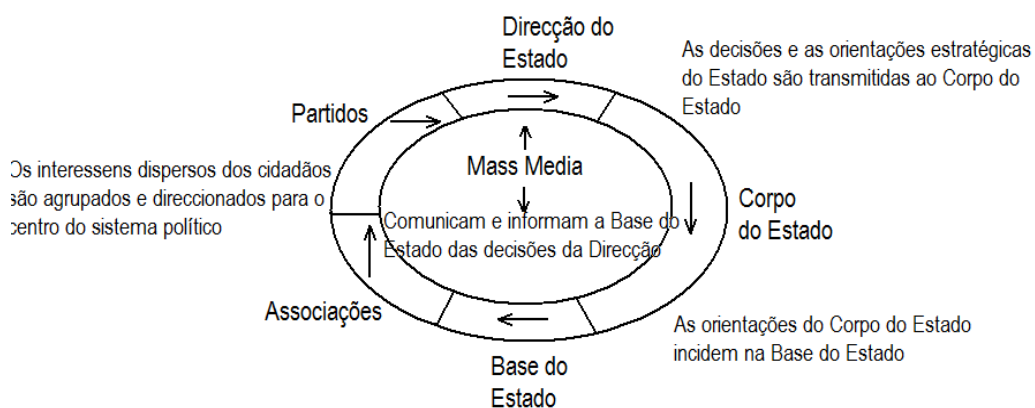 Direcção do
Estado
As decisões e as orientações estratégicas
do Estado são transmitidas ao Corpo do
Estado
Partidos
Mass Media
Os interessens dispersos dos cidadãos
são agrupados e direccionados para o
centro do sistema político
Corpo
do Estado
Comunicam e informam a Base do
Estado das decisões da Direcção
Associações
As orientações do Corpo do Estado
incidem na Base do Estado
Base do
Estado